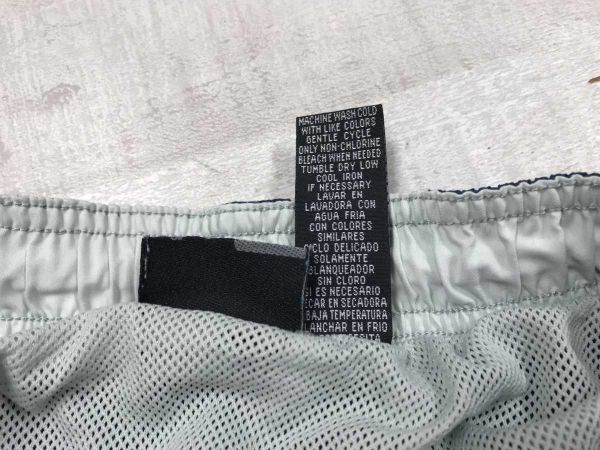 MACHINE WASH COLD
WITH LIKE COLORS
GENTLE CYCLE
ONLY NON-CHLORINE
BLEACH WHEN NEEDED
TUMBLE DRY LOW
COOL IRON
IF NECESSARY
LAVAR EN
LAVADORA CON
AGUA FRIA
CON COLORES
SIMILARES
CICLO DELICADO
SOLAMENTE
BLANQUEADOR
SIN CLORO
SI ES NECESARIO
ECAR EN SECADORA
BAJA TEMPERATURA
LANCHAR EN FRIO